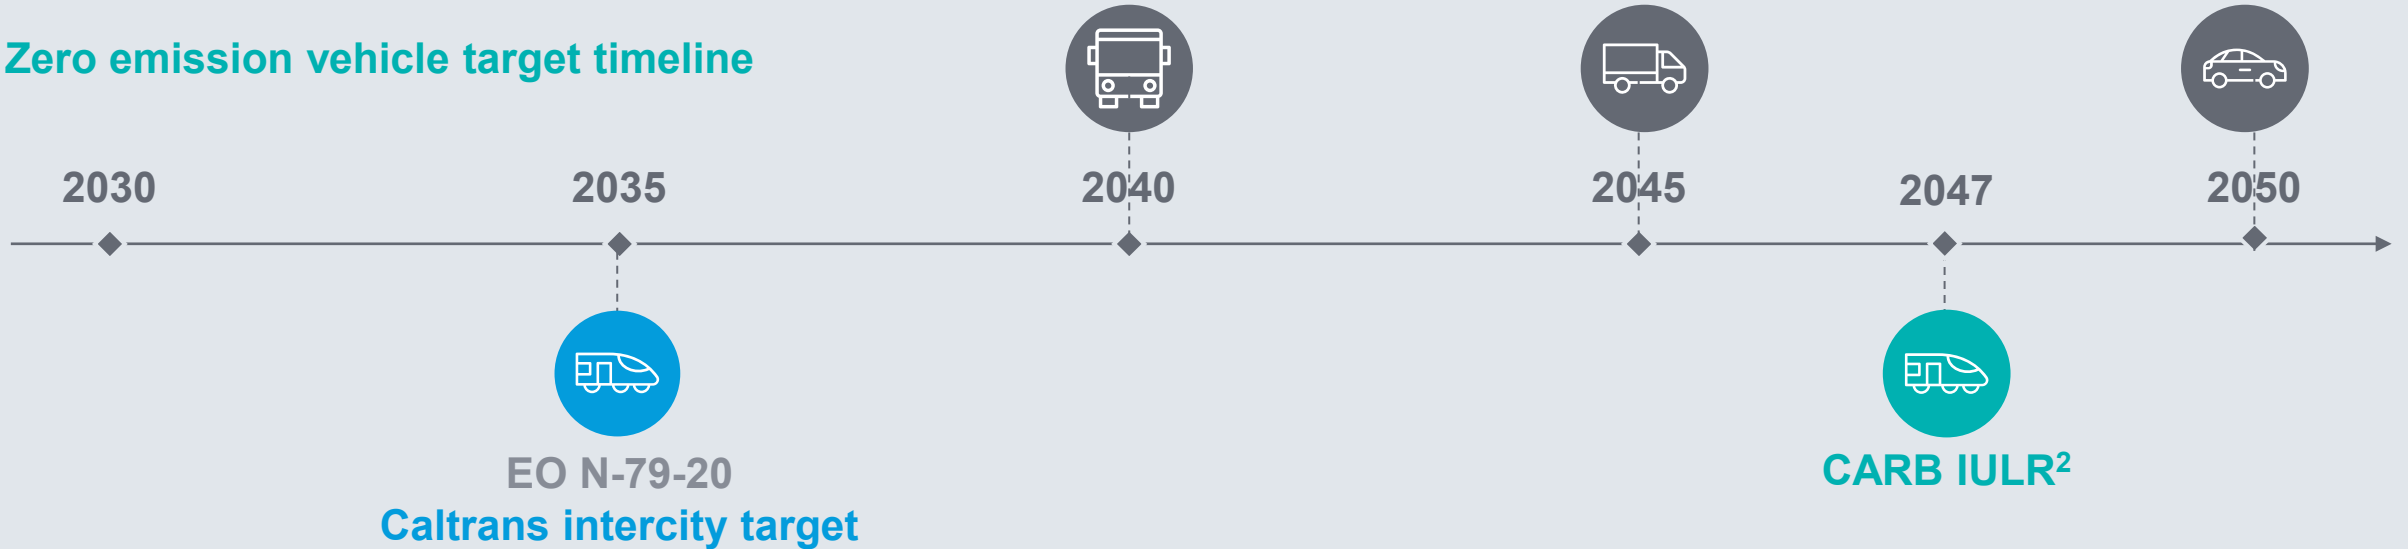 Zero emission vehicle target timeline
2030
2035
2040
2045
2047
2050
EO N-79-20
Caltrans intercity target
CARB IULR²